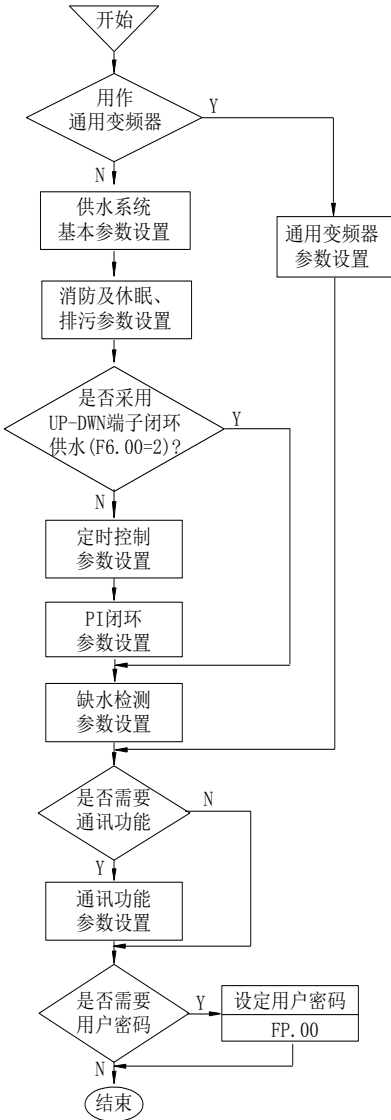 开始
用作
通用变频器
Y
N
供水系统
基本参数设置
通用变频器
参数设置
消防及休眠、
排污参数设置
是否采用
UP-DWN端子闭环
供水(F6.00=2)?
Y
N
定时控制
参数设置
PI闭环
参数设置
缺水检测
参数设置
是否需要
通讯功能
N
Y
通讯功能
参数设置
是否需要
用户密码
Y
设定用户密码
FP.00
N
结束